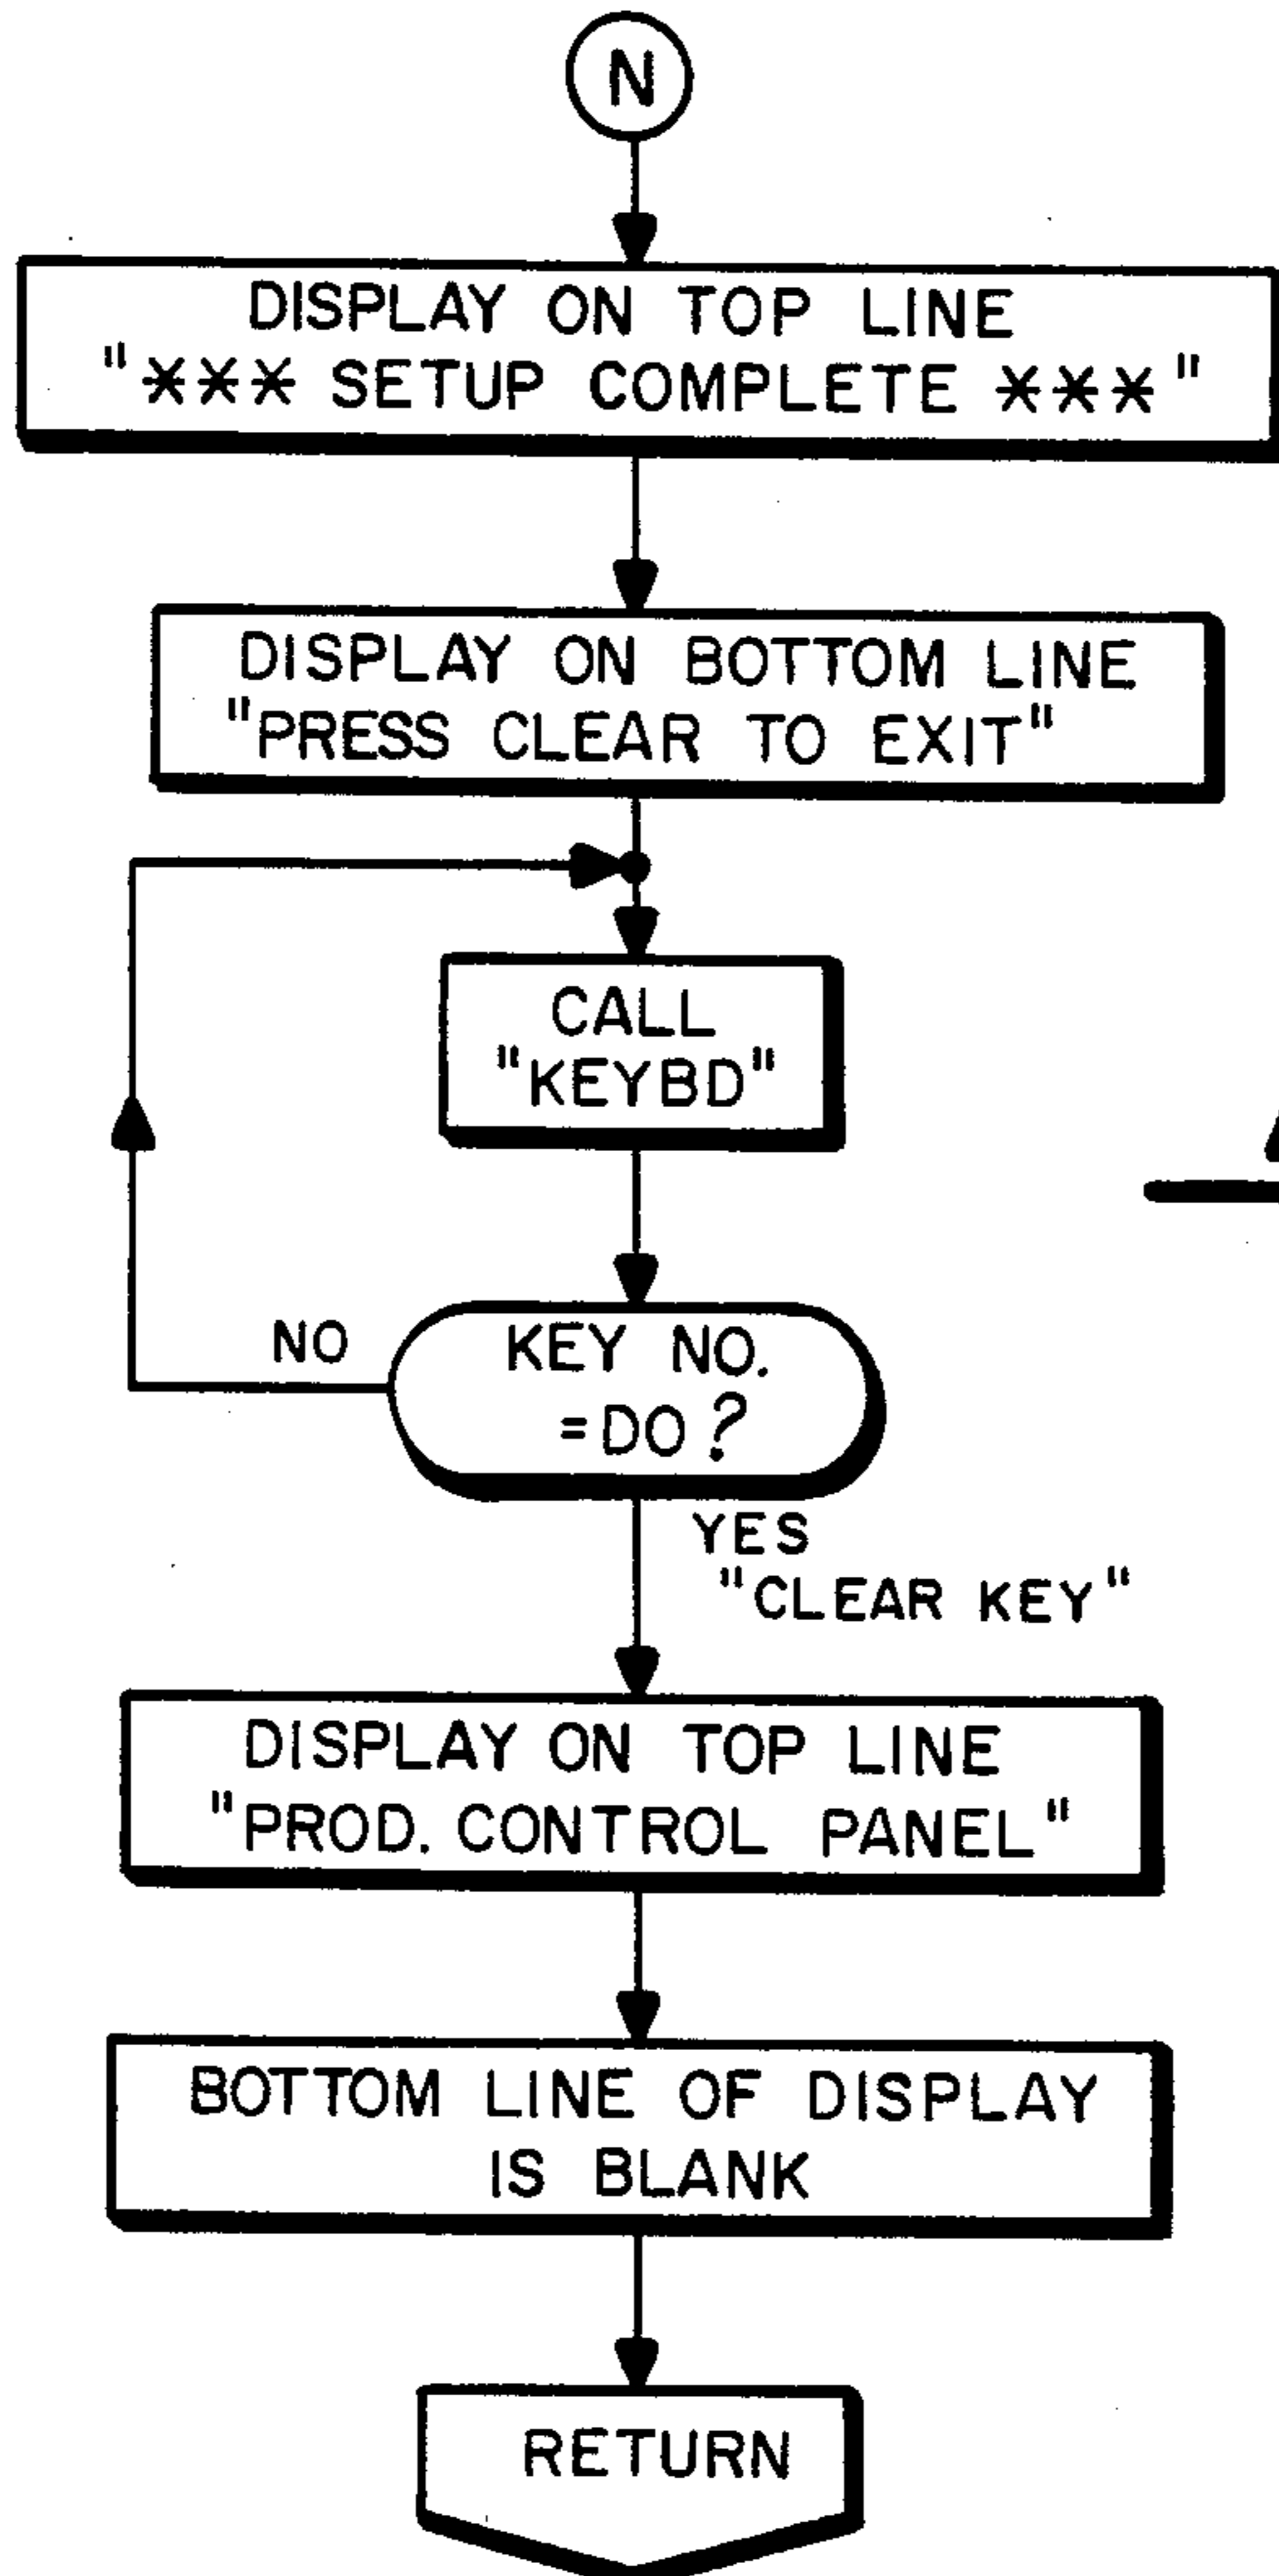 N
DISPLAY ON TOP LINE
"*** SETUP COMPLETE ***"
DISPLAY ON BOTTOM LINE
"PRESS CLEAR TO EXIT"
CALL
"KEYBD"
NO
KEY NO.
=DO?
YES
"CLEAR KEY"
DISPLAY ON TOP LINE
"PROD. CONTROL PANEL"
BOTTOM LINE OF DISPLAY
IS BLANK
RETURN